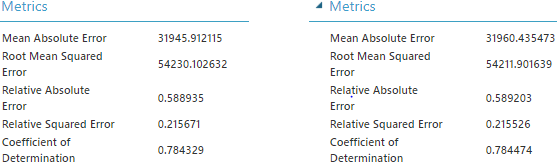 Metrics
Mean Absolute Error 31945.912115
Root Mean Squared
Error 54230.102632
Relative Absolute
Error 0.588935
Relative Squared Error 0.215671
Coefficient of
Determination 0.784329
Metrics
Mean Absolute Error 31960.435473
Root Mean Squared
Error 54211.901639
Relative Absolute
Error 0.589203
Relative Squared Error 0.215526
Coefficient of
Determination 0.784474